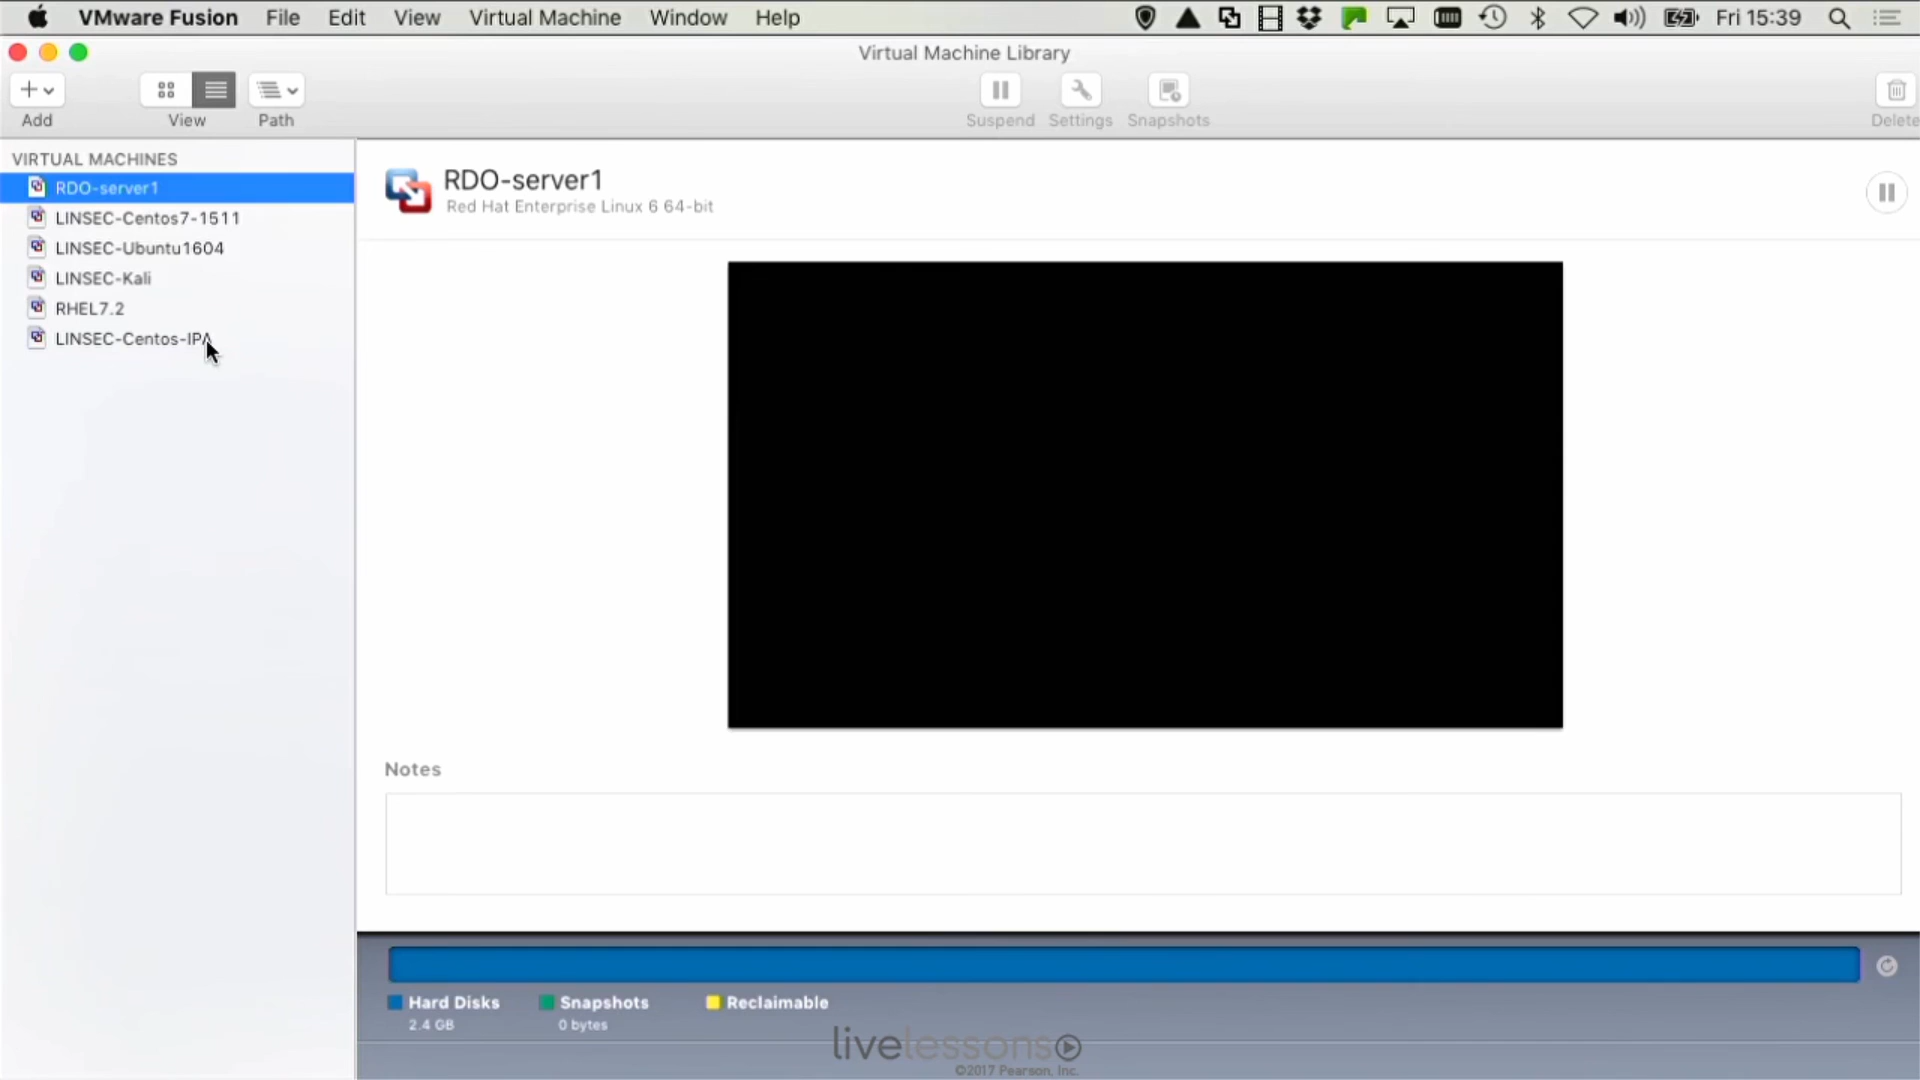 VMware Fusion File Edit View Virtual Machine Window Help Fri 15:39
Virtual Machine Library
Add View Path Suspend Settings Snapshots Delete
VIRTUAL MACHINES
RDO-server1
LINSEC-Centos7-1511
LINSEC-Ubuntu1604
LINSEC-Kali
RHEL7.2
LINSEC-Centos-IPA
RDO-server1
Red Hat Enterprise Linux 6 64-bit
Notes
Hard Disks Snapshots Reclaimable
2.4 GB 0 bytes
livelessons
©2017 Pearson, Inc.